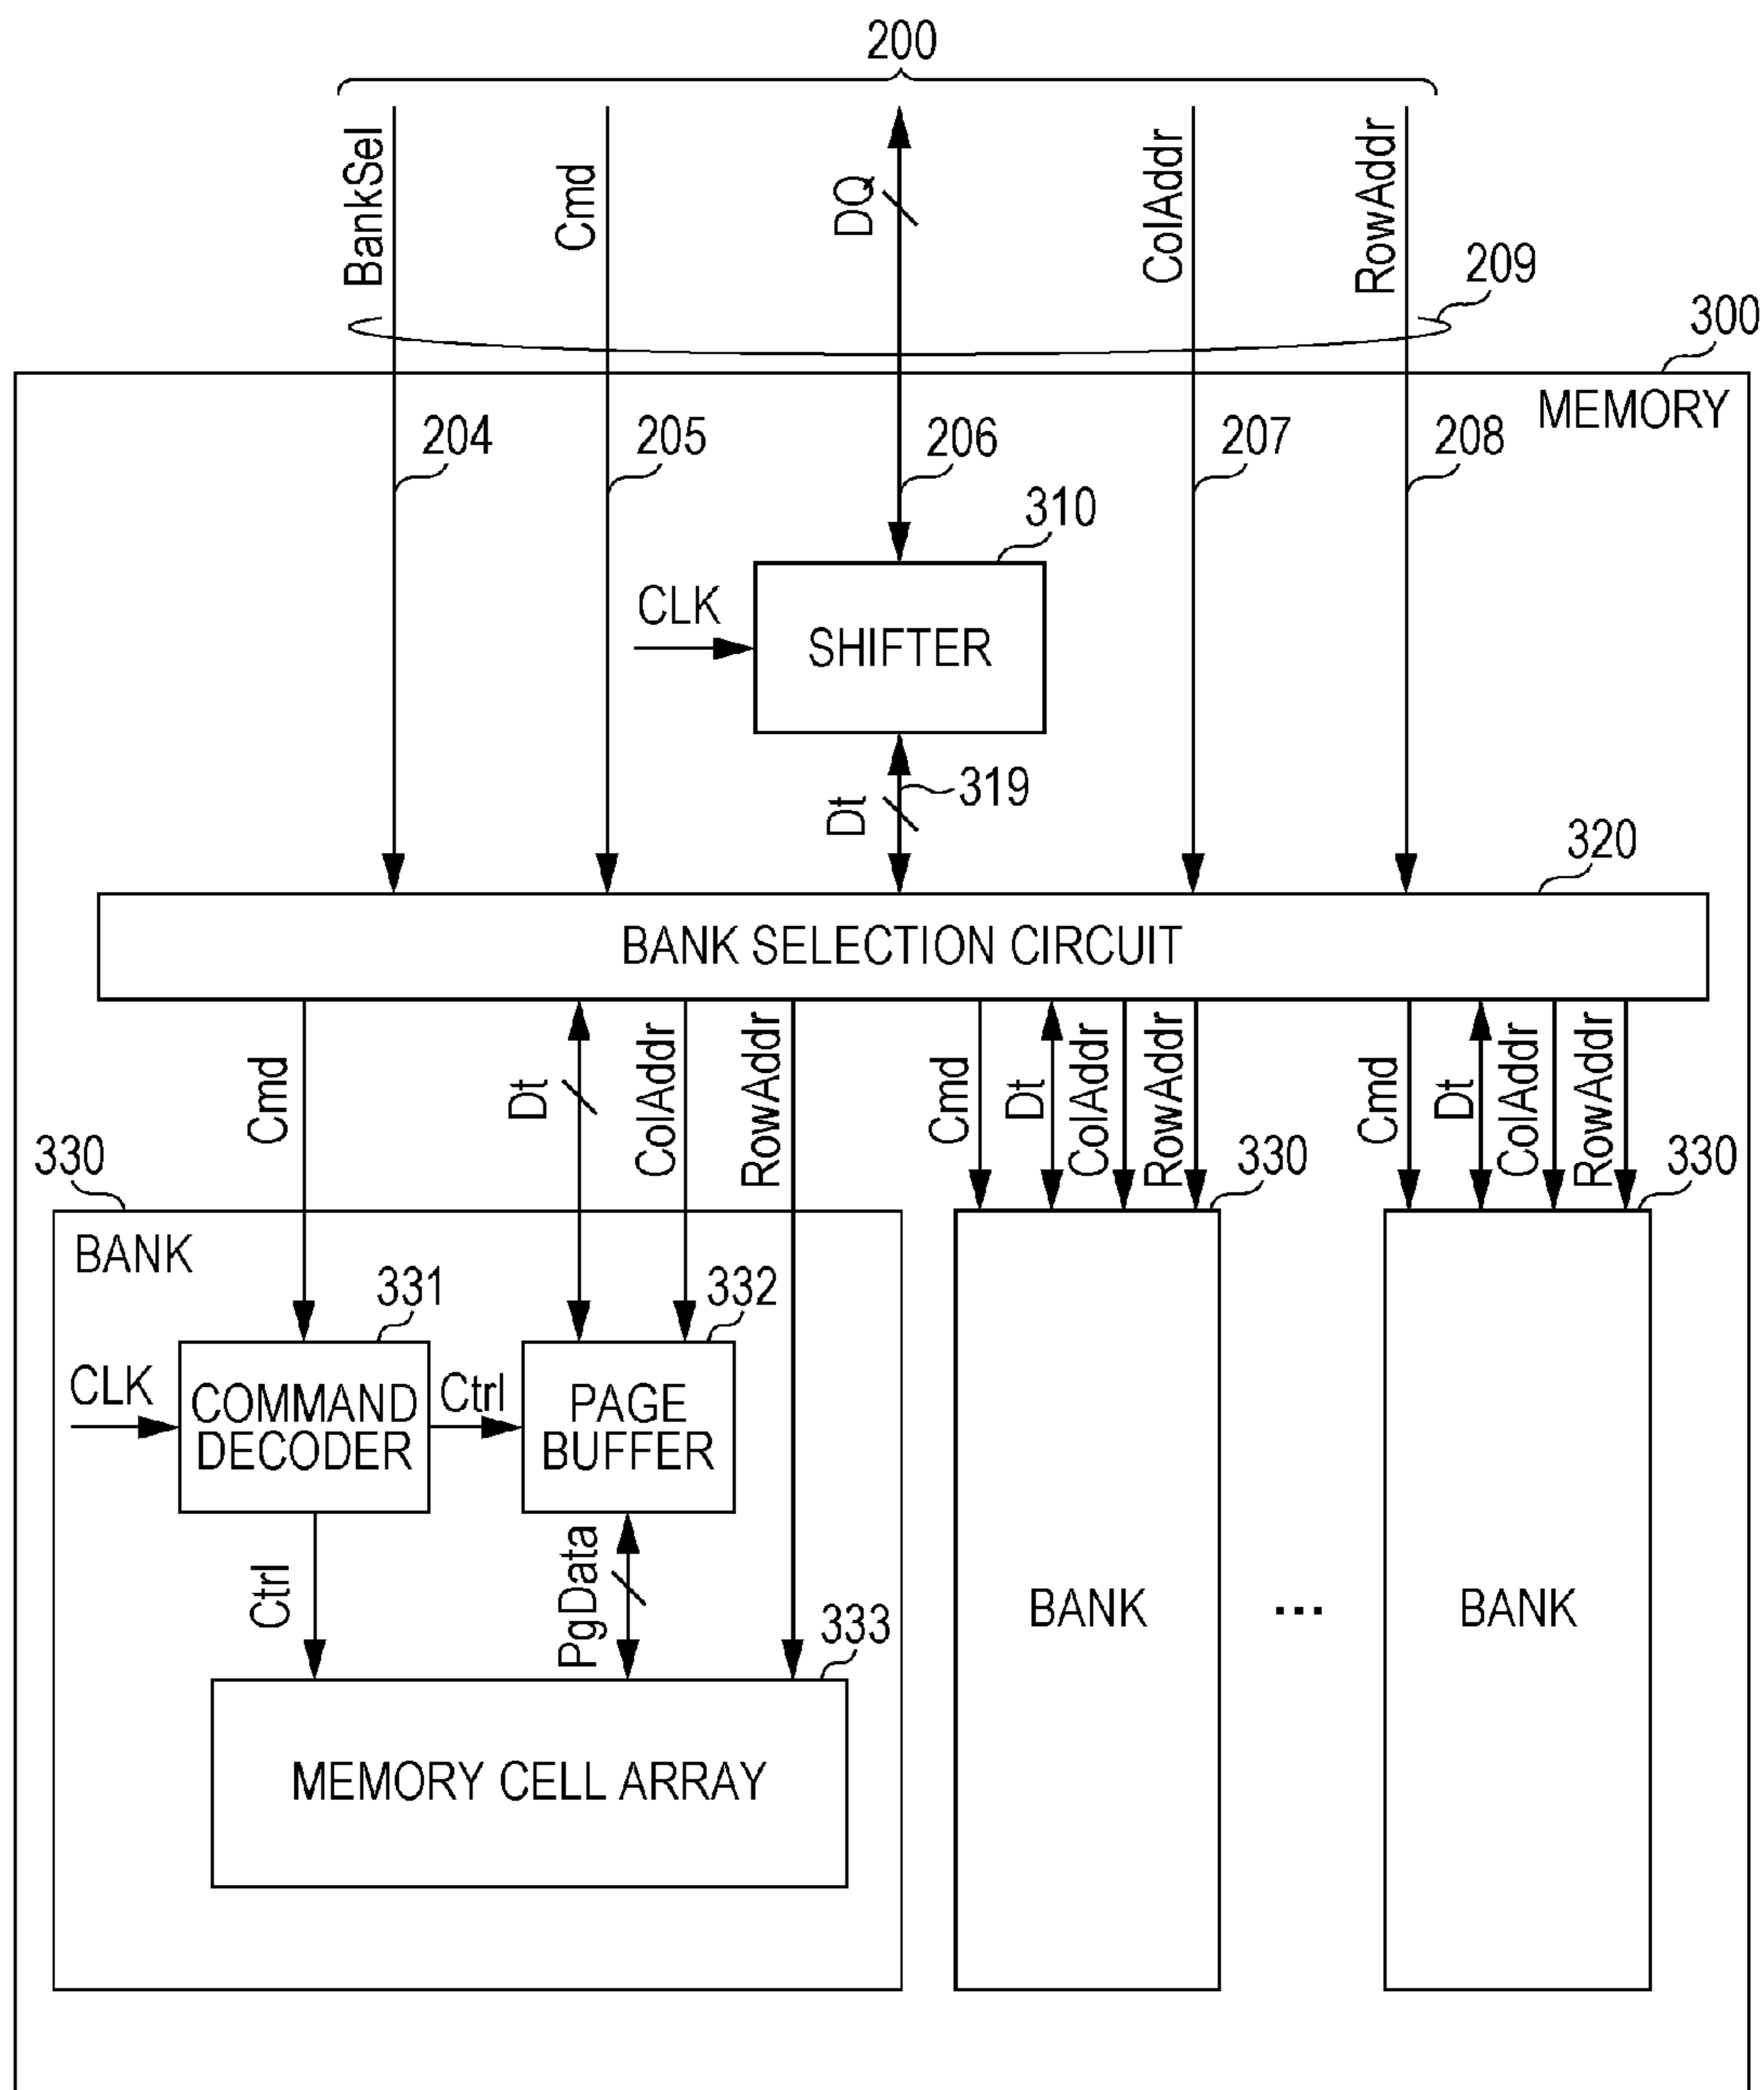 200
BankSel
Cmd
DQ
ColAddr
RowAddr
209
300
MEMORY
204
205
206
207
208
310
CLK
SHIFTER
319
Dt
320
BANK SELECTION CIRCUIT
Cmd
Dt
ColAddr
RowAddr
Cmd
Dt
ColAddr
RowAddr
Cmd
Dt
ColAddr
RowAddr
330
330
330
BANK
331
332
CLK
COMMAND
DECODER
Ctrl
PAGE
BUFFER
Ctrl
PgData
333
MEMORY CELL ARRAY
BANK
...
BANK